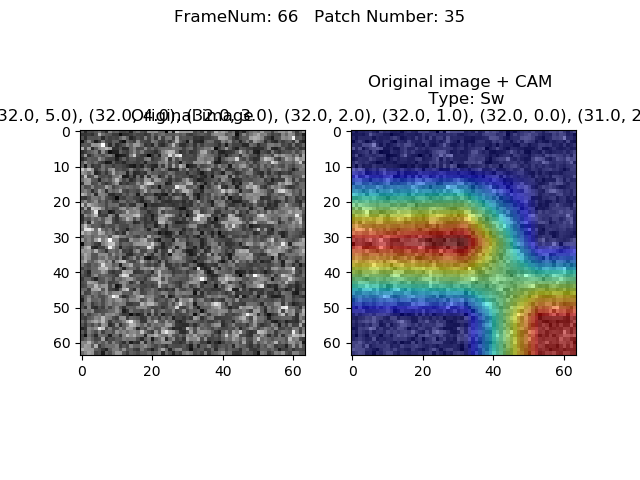 FrameNum: 66   Patch Number: 35
Original image + CAM
Type: Sw
32.0, 5.0), (32.0, 4.0), (32.0, 3.0), (32.0, 2.0), (32.0, 1.0), (32.0, 0.0), (31.0, 2
Original image
0
10
20
30
40
50
60
0 20 40 60
0
10
20
30
40
50
60
0 20 40 60